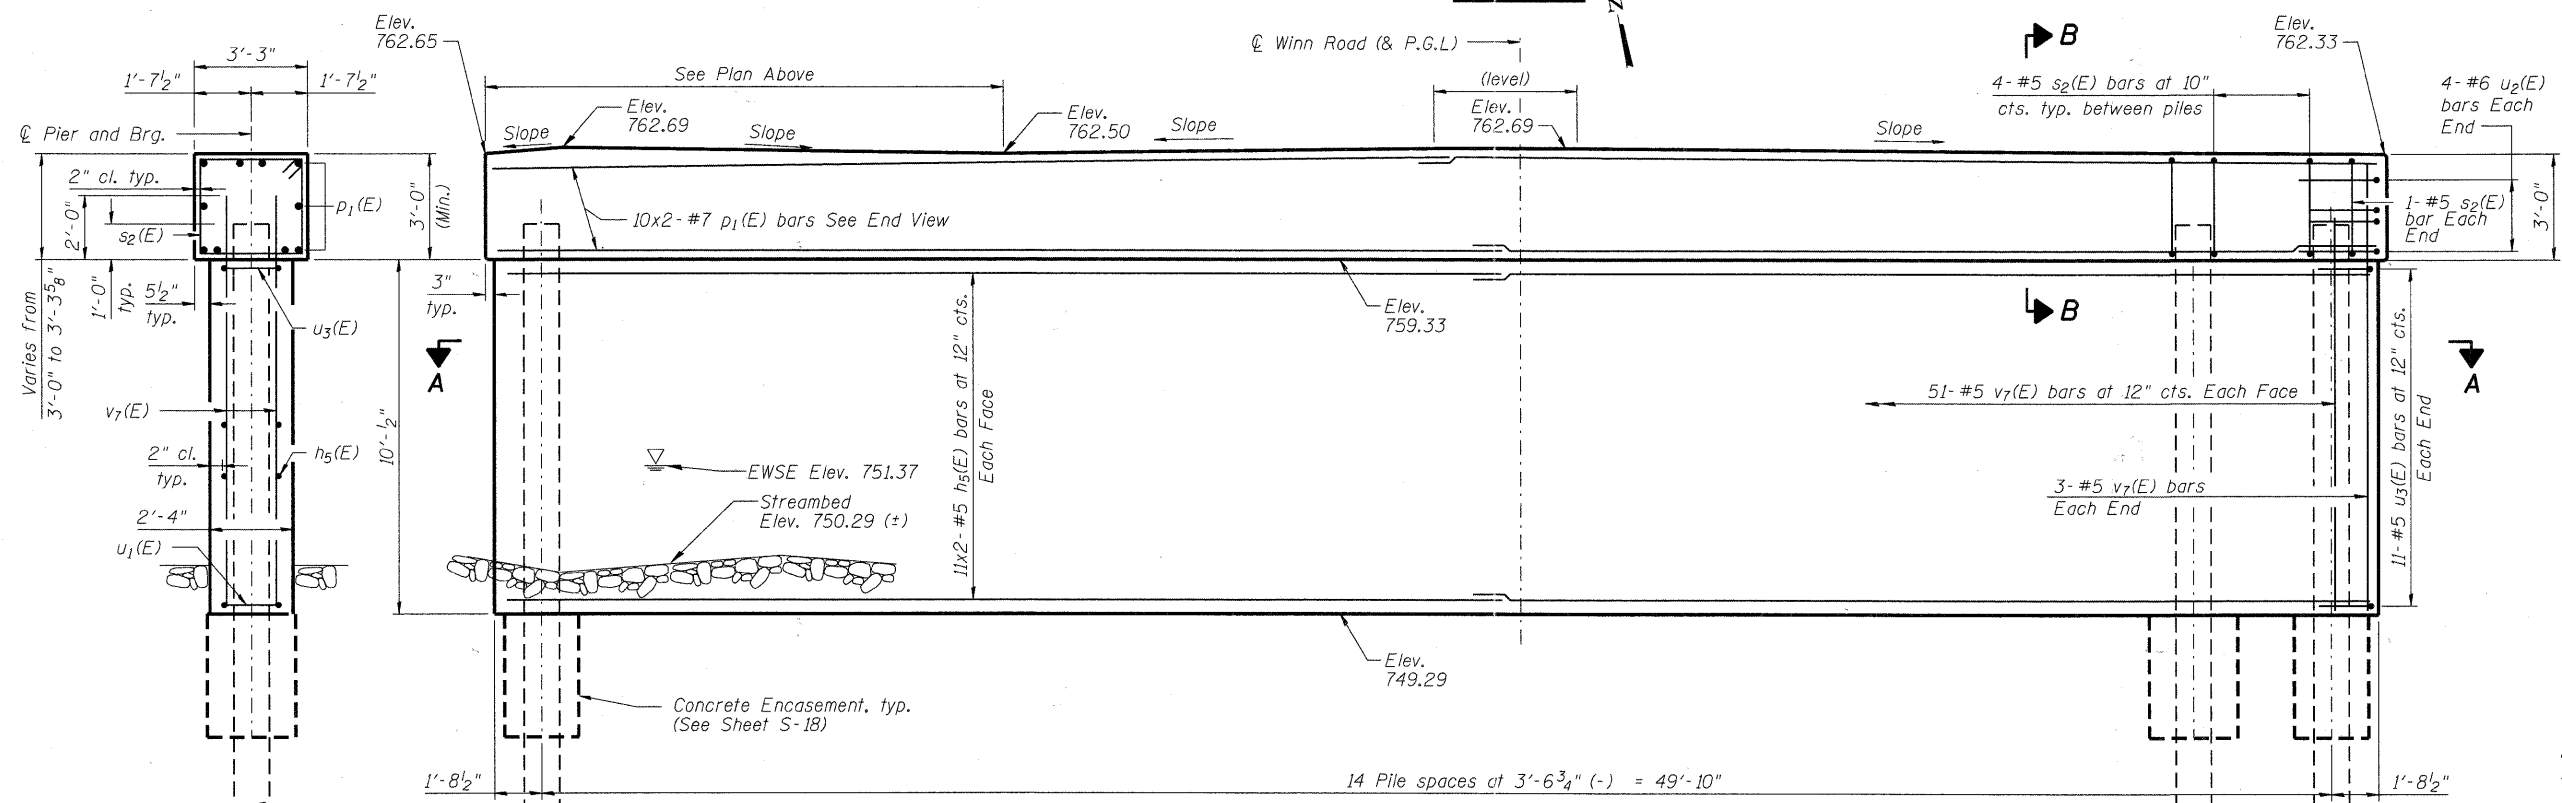 Elev.
762.65
3'-3"
1'-7½"
1'-7½"
℄ Pier and Brg.
2" cl. typ.
2'-0"
s₂(E)
p₁(E)
3'-0"
(Min.)
Varies from
3'-0" to 3'-3⅝"
1'-0"
typ.
5½"
typ.
u₃(E)
v₇(E)
2" cl.
typ.
h₅(E)
2'-4"
u₁(E)
10'-½"
A
3"
typ.
See Plan Above
Slope
Elev.
762.69
Slope
Elev.
762.50
Slope
℄ Winn Road (& P.G.L)
N
(level)
Elev.
762.69
Slope
B
4-#5 s₂(E) bars at 10"
cts. typ. between piles
Elev.
762.33
4-#6 u₂(E)
bars Each
End
1-#5 s₂(E)
bar Each
End
3'-0"
10x2-#7 p₁(E) bars See End View
Elev.
759.33
B
A
11x2-#5 h₅(E) bars at 12" cts.
Each Face
51-#5 v₇(E) bars at 12" cts. Each Face
3-#5 v₇(E) bars
Each End
11-#5 u₃(E) bars at 12" cts.
Each End
EWSE Elev. 751.37
Streambed
Elev. 750.29 (±)
Elev.
749.29
Concrete Encasement, typ.
(See Sheet S-18)
1'-8½"
14 Pile spaces at 3'-6¾" (-) = 49'-10"
1'-8½"